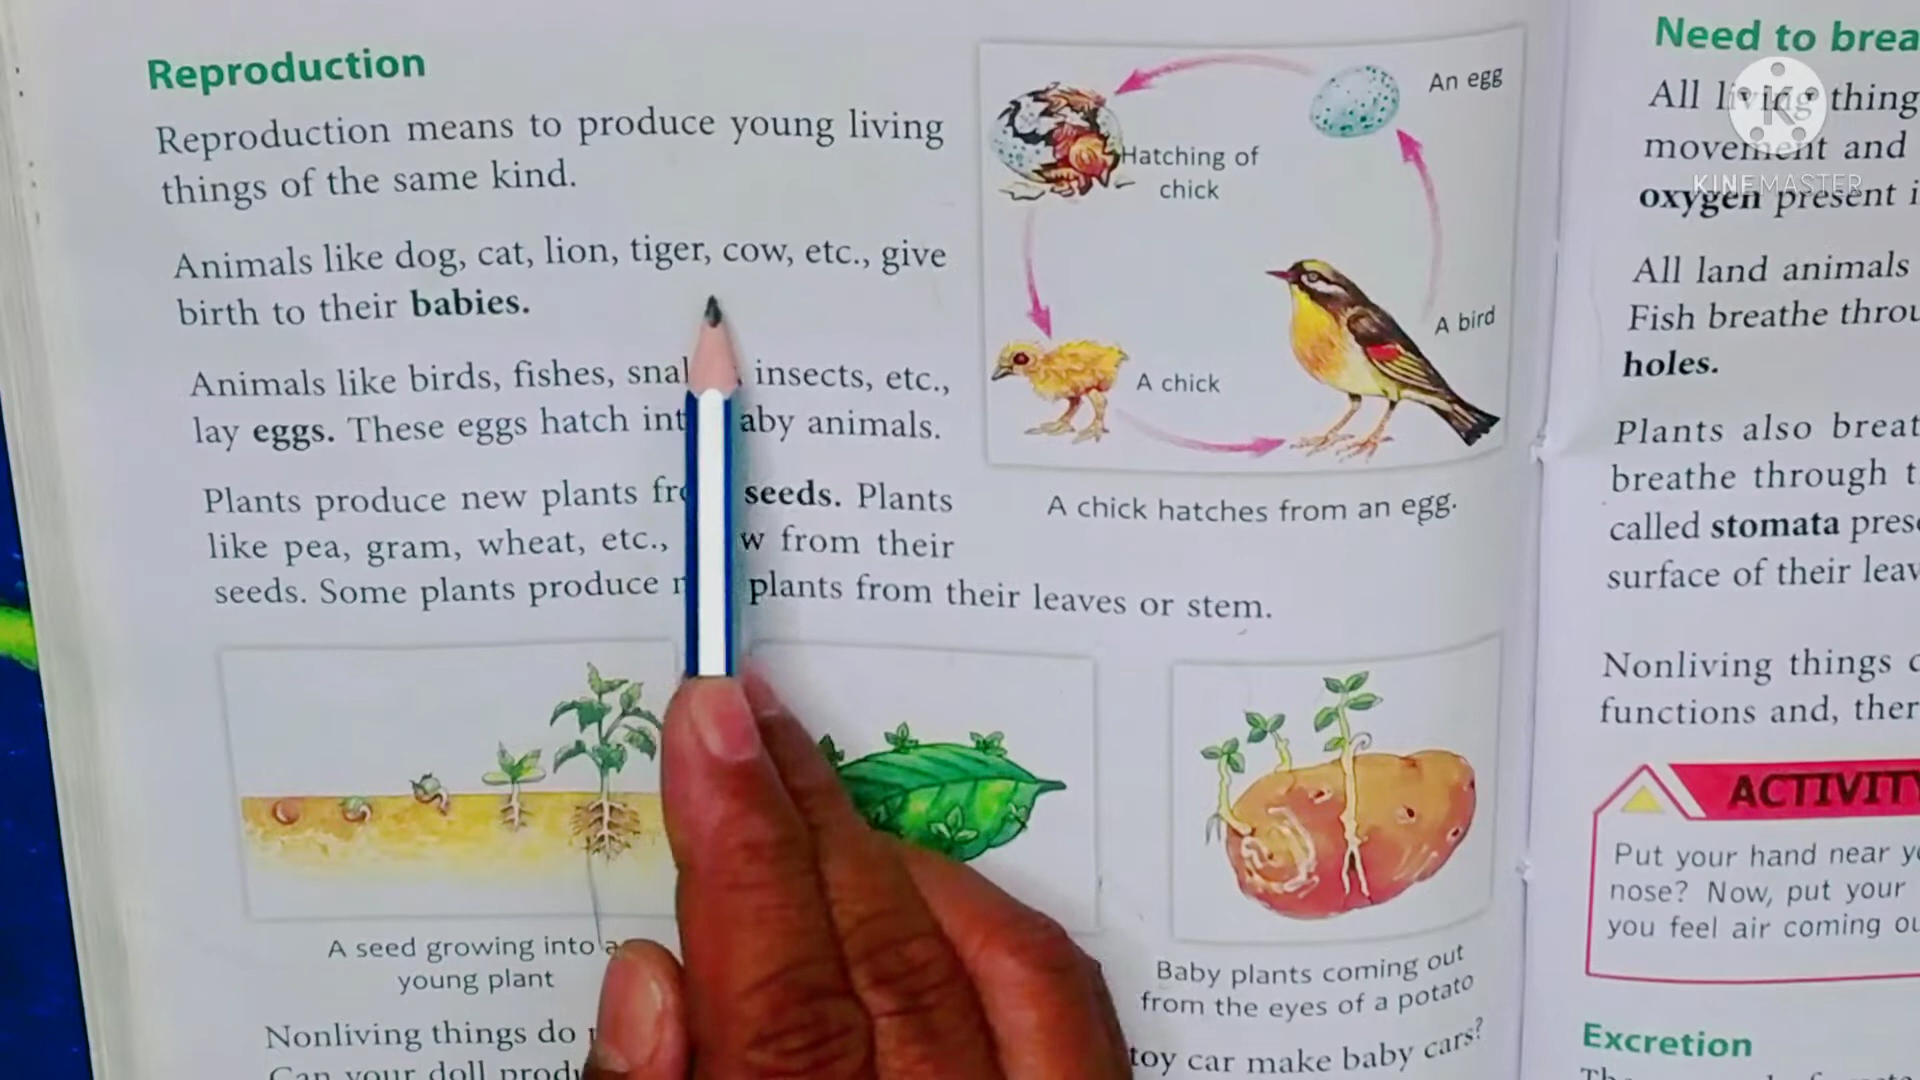 Reproduction
Reproduction means to produce young living
things of the same kind.
Animals like dog, cat, lion, tiger, cow, etc., give
birth to their babies.
Animals like birds, fishes, insects, etc.,
lay eggs. These eggs hatch animals.
Plants produce new plants seeds. Plants
like pea, gram, wheat, etc., from their
seeds. Some plants produce plants from their leaves or stem.
An egg
Hatching of
chick
A bird
A chick
A chick hatches from an egg.
A seed growing into a
young plant
Baby plants coming out
from the eyes of a potato
Nonliving things do
toy car make baby cars?
Can your doll
Need to
All living
movement and
oxygen present
All land animals
Fish breathe
holes.
Plants also
breathe through
called stomata
surface of their
Nonliving things
functions and,
ACTIVITY
Put your hand near
nose? Now, put your
you feel air coming
Excretion
KINEMASTER